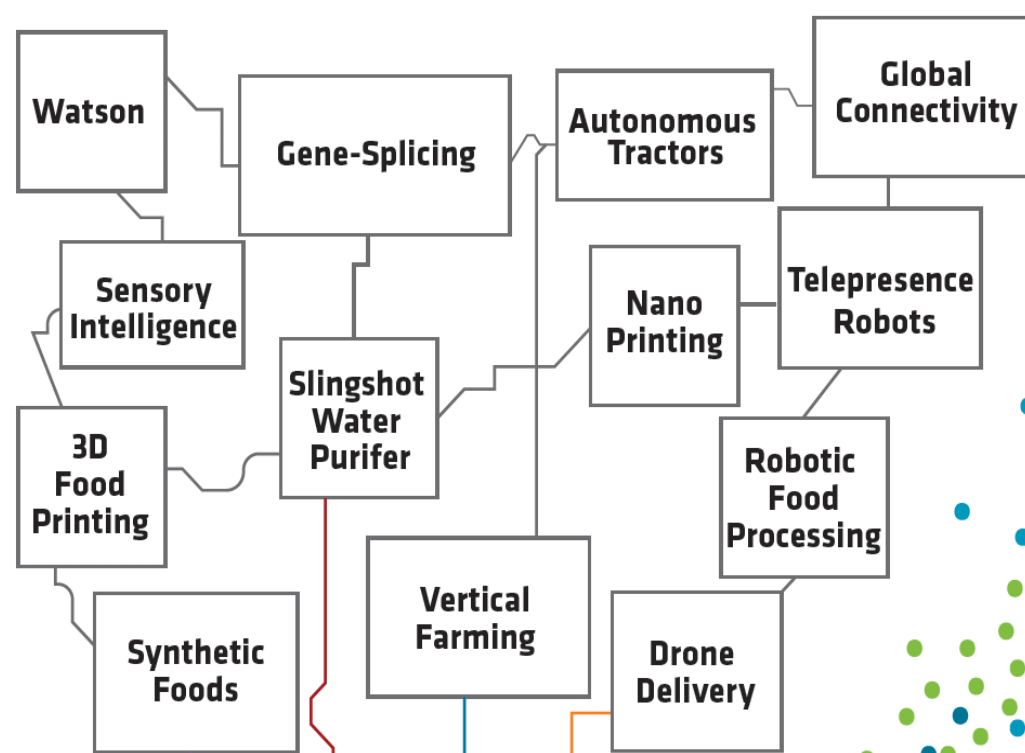 Watson
Gene-Splicing
Autonomous
Tractors
Global
Connectivity
Sensory
Intelligence
Nano
Printing
Telepresence
Robots
Slingshot
Water
Purifer
3D
Food
Printing
Robotic
Food
Processing
Vertical
Farming
Synthetic
Foods
Drone
Delivery